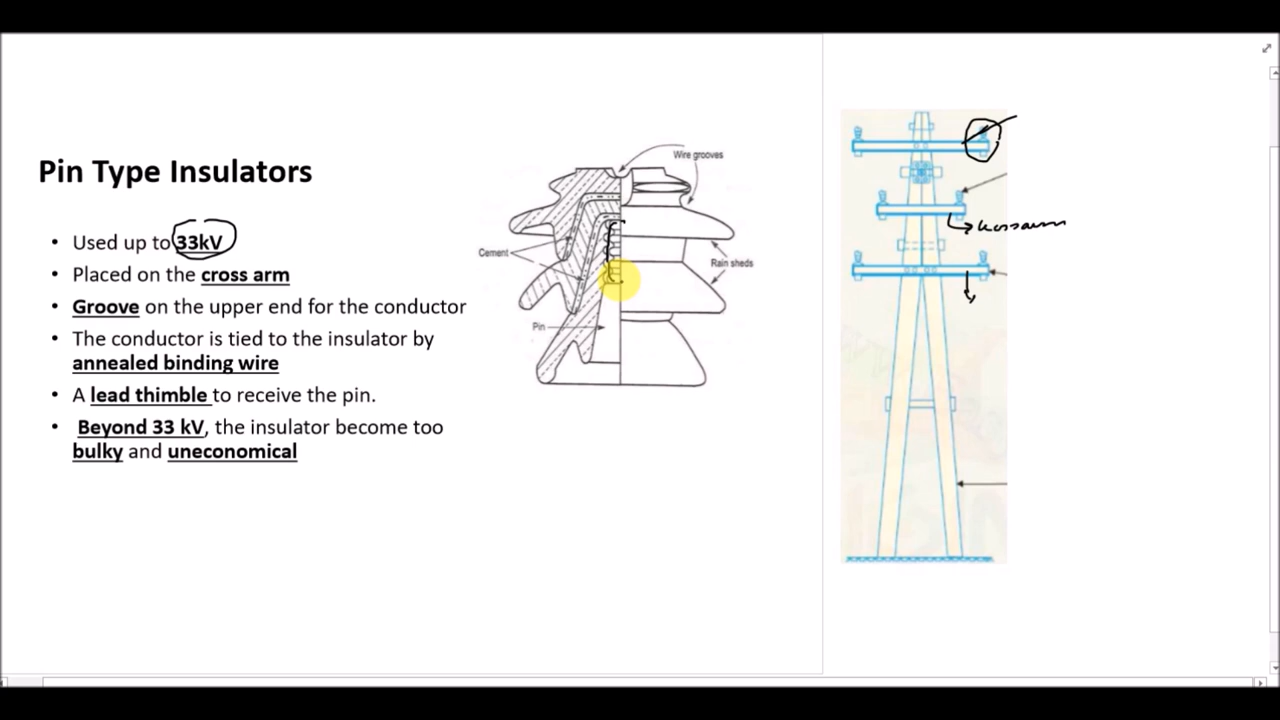 Pin Type Insulators
Used up to 33kV
Placed on the cross arm
Groove on the upper end for the conductor
The conductor is tied to the insulator by
annealed binding wire
A lead thimble to receive the pin.
Beyond 33 kV, the insulator become too
bulky and uneconomical
Wire grooves
Cement
Rain sheds
Pin